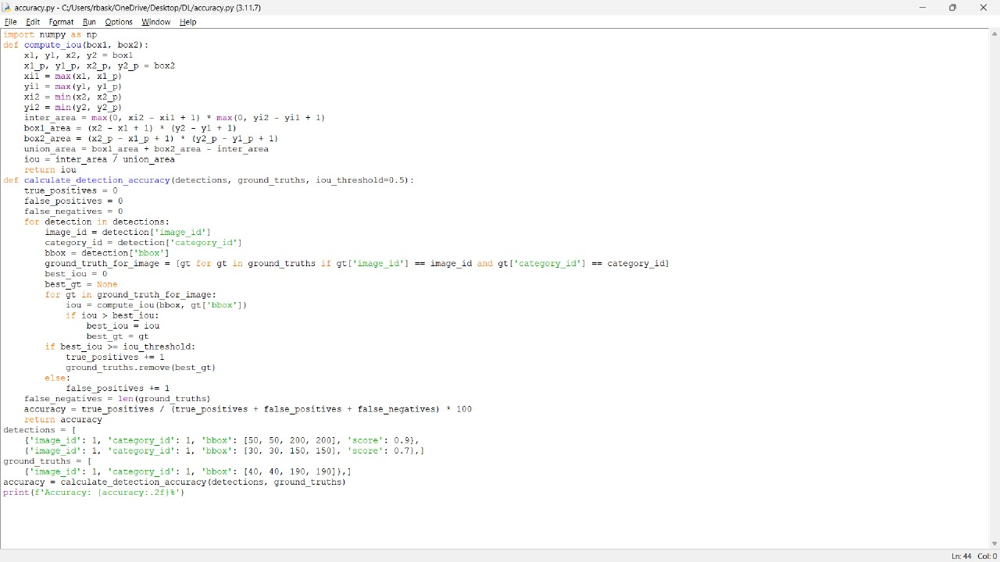 accuracy.py - C:/Users/rbask/OneDrive/Desktop/DL/accuracy.py (3.11.7)
File Edit Format Run Options Window Help
import numpy as np
def compute_iou(box1, box2):
    x1, y1, x2, y2 = box1
    x1_p, y1_p, x2_p, y2_p = box2
    xi1 = max(x1, x1_p)
    yi1 = max(y1, y1_p)
    xi2 = min(x2, x2_p)
    yi2 = min(y2, y2_p)
    inter_area = max(0, xi2 - xi1 + 1) * max(0, yi2 - yi1 + 1)
    box1_area = (x2 - x1 + 1) * (y2 - y1 + 1)
    box2_area = (x2_p - x1_p + 1) * (y2_p - y1_p + 1)
    union_area = box1_area + box2_area - inter_area
    iou = inter_area / union_area
    return iou
def calculate_detection_accuracy(detections, ground_truths, iou_threshold=0.5):
    true_positives = 0
    false_positives = 0
    false_negatives = 0
    for detection in detections:
        image_id = detection['image_id']
        category_id = detection['category_id']
        bbox = detection['bbox']
        ground_truth_for_image = [gt for gt in ground_truths if gt['image_id'] == image_id and gt['category_id'] == category_id]
        best_iou = 0
        best_gt = None
        for gt in ground_truth_for_image:
            iou = compute_iou(bbox, gt['bbox'])
            if iou > best_iou:
                best_iou = iou
                best_gt = gt
        if best_iou >= iou_threshold:
            true_positives += 1
            ground_truths.remove(best_gt)
        else:
            false_positives += 1
    false_negatives = len(ground_truths)
    accuracy = true_positives / (true_positives + false_positives + false_negatives) * 100
    return accuracy
detections = [
    {'image_id': 1, 'category_id': 1, 'bbox': [50, 50, 200, 200], 'score': 0.9},
    {'image_id': 1, 'category_id': 1, 'bbox': [30, 30, 150, 150], 'score': 0.7},]
ground_truths = [
    {'image_id': 1, 'category_id': 1, 'bbox': [40, 40, 190, 190]},]
accuracy = calculate_detection_accuracy(detections, ground_truths)
print(f'Accuracy: {accuracy:.2f}%')
Ln: 44 Col: 0